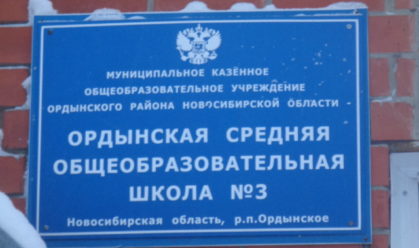 МУНИЦИПАЛЬНОЕ КАЗЁННОЕ
ОБЩЕОБРАЗОВАТЕЛЬНОЕ УЧРЕЖДЕНИЕ
ОРДЫНСКОГО РАЙОНА НОВОСИБИРСКОЙ ОБЛАСТИ -
ОРДЫНСКАЯ СРЕДНЯЯ
ОБЩЕОБРАЗОВАТЕЛЬНАЯ
ШКОЛА №3
Новосибирская область, р.п.Ордынское